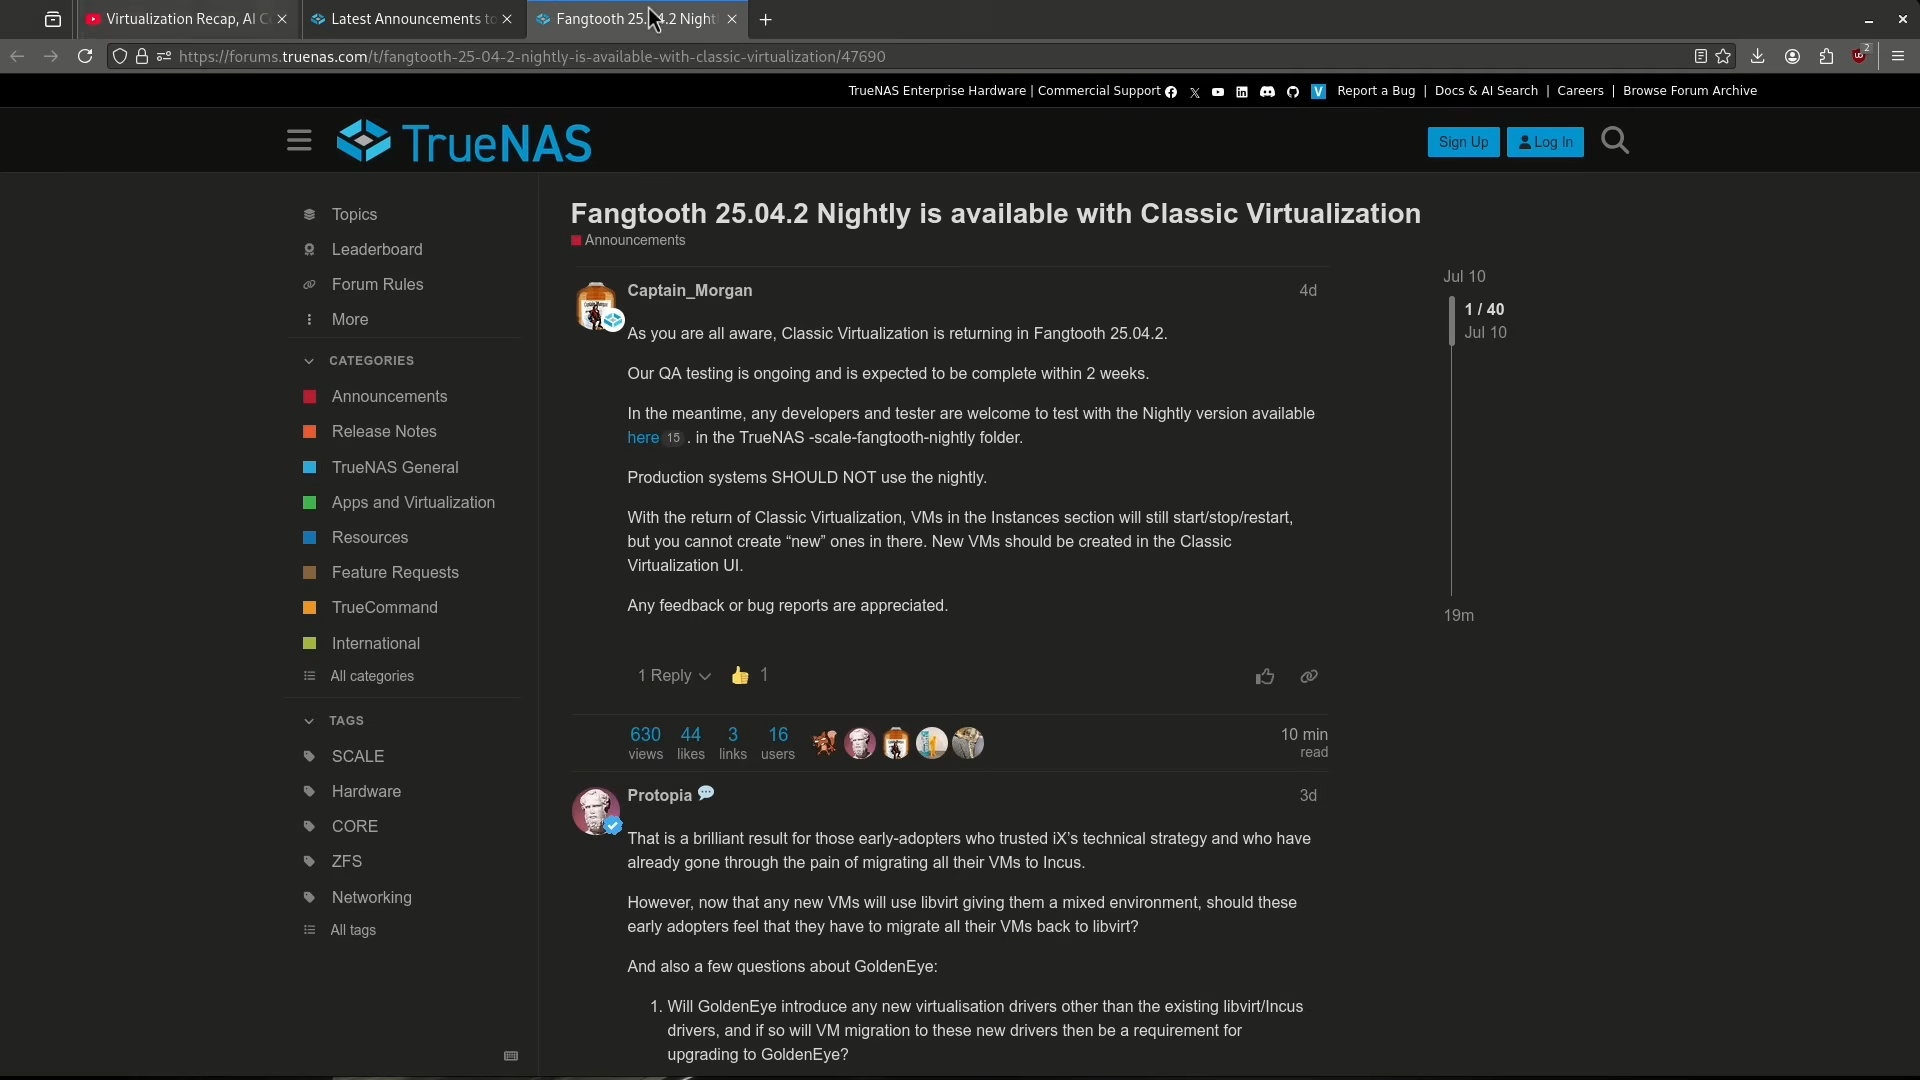 Virtualization Recap, AI C
Latest Announcements to
Fangtooth 25. .2 Night
https://forums.truenas.com/t/fangtooth-25-04-2-nightly-is-available-with-classic-virtualization/47690
2
TrueNAS Enterprise Hardware | Commercial Support
V
Report a Bug | Docs & AI Search | Careers | Browse Forum Archive
TrueNAS
Sign Up
Log In
Topics
Leaderboard
Forum Rules
More
CATEGORIES
Announcements
Release Notes
TrueNAS General
Apps and Virtualization
Resources
Feature Requests
TrueCommand
International
All categories
TAGS
SCALE
Hardware
CORE
ZFS
Networking
All tags
Fangtooth 25.04.2 Nightly is available with Classic Virtualization
Announcements
Captain_Morgan
4d
As you are all aware, Classic Virtualization is returning in Fangtooth 25.04.2.
Our QA testing is ongoing and is expected to be complete within 2 weeks.
In the meantime, any developers and tester are welcome to test with the Nightly version available
here 15 . in the TrueNAS -scale-fangtooth-nightly folder.
Production systems SHOULD NOT use the nightly.
With the return of Classic Virtualization, VMs in the Instances section will still start/stop/restart,
but you cannot create “new” ones in there. New VMs should be created in the Classic
Virtualization UI.
Any feedback or bug reports are appreciated.
1 Reply
1
630
views
44
likes
3
links
16
users
10 min
read
Protopia
3d
That is a brilliant result for those early-adopters who trusted iX’s technical strategy and who have
already gone through the pain of migrating all their VMs to Incus.
However, now that any new VMs will use libvirt giving them a mixed environment, should these
early adopters feel that they have to migrate all their VMs back to libvirt?
And also a few questions about GoldenEye:
1. Will GoldenEye introduce any new virtualisation drivers other than the existing libvirt/Incus
drivers, and if so will VM migration to these new drivers then be a requirement for
upgrading to GoldenEye?
Jul 10
1 / 40
Jul 10
19m